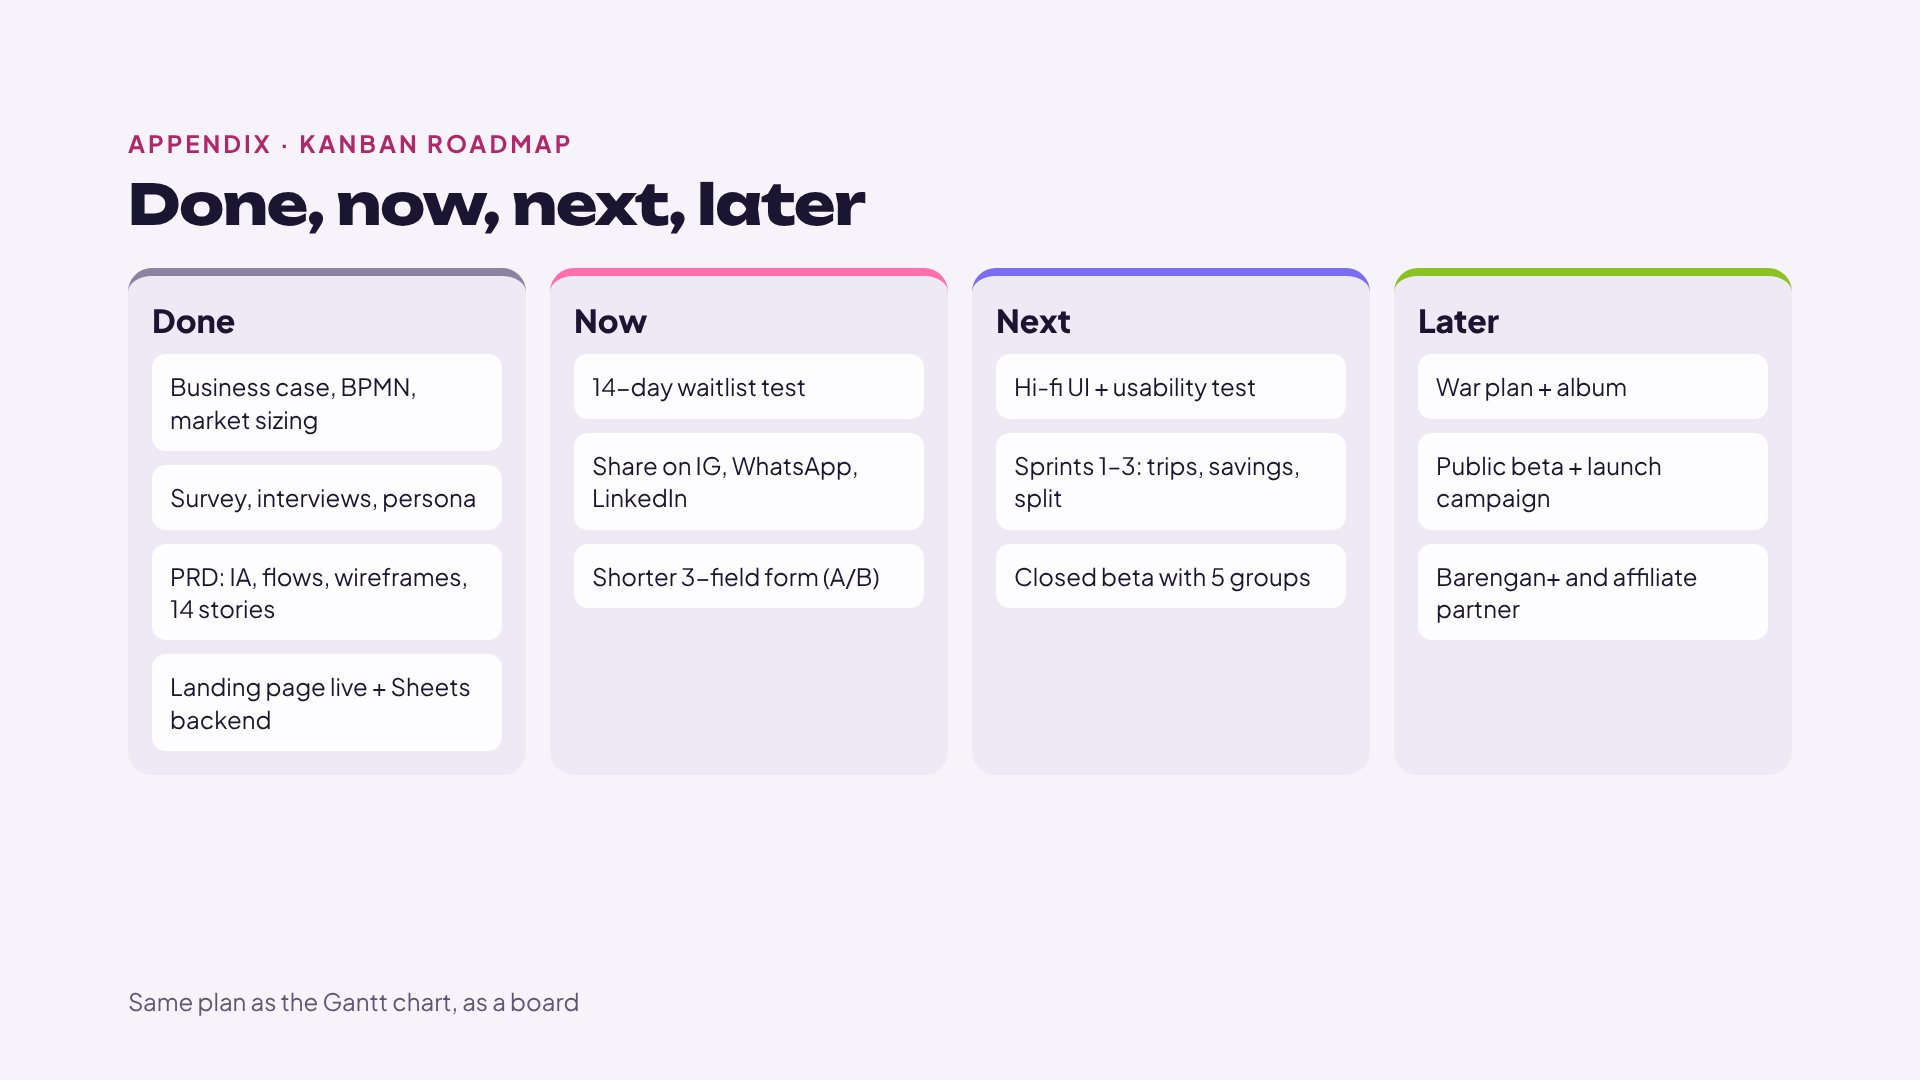 APPENDIX · KANBAN ROADMAP
Done, now, next, later
Done
Business case, BPMN,
market sizing
Survey, interviews, persona
PRD: IA, flows, wireframes,
14 stories
Landing page live + Sheets
backend
Now
14–day waitlist test
Share on IG, WhatsApp,
LinkedIn
Shorter 3–field form (A/B)
Next
Hi-fi UI + usability test
Sprints 1–3: trips, savings,
split
Closed beta with 5 groups
Later
War plan + album
Public beta + launch
campaign
Barengan+ and affiliate
partner
Same plan as the Gantt chart, as a board